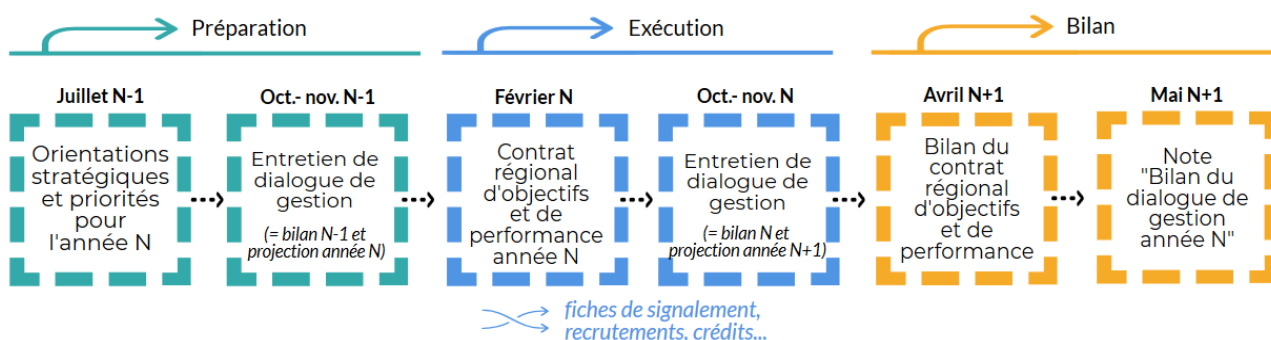 Préparation
Exécution
Bilan
Juillet N-1
Orientations
stratégiques
et priorités
pour
l'année N
Oct.- nov. N-1
Entretien de
dialogue de
gestion
(= bilan N-1 et
projection année N)
Février N
Contrat
régional
d'objectifs
et de
performance
année N
Oct.- nov. N
Entretien de
dialogue de
gestion
(= bilan N et
projection année N+1)
Avril N+1
Bilan du
contrat
régional
d'objectifs
et de
performance
Mai N+1
Note
"Bilan du
dialogue de
gestion
année N"
fiches de signalement,
recrutements. crédits...